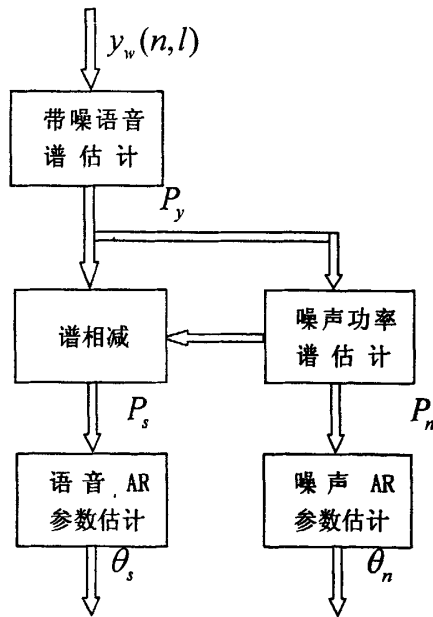 y_w(n,l)
带噪语音
谱估计
P_y
谱相减
噪声功率
谱估计
P_s
P_n
语音 AR
参数估计
噪声 AR
参数估计
θ_s
θ_n